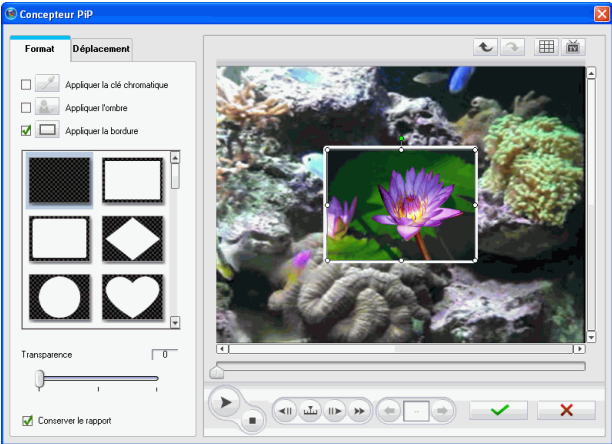 Concepteur PiP
Format
Déplacement
Appliquer la clé chromatique
Appliquer l'ombre
Appliquer la bordure
Transparence
0
Conserver le rapport
--